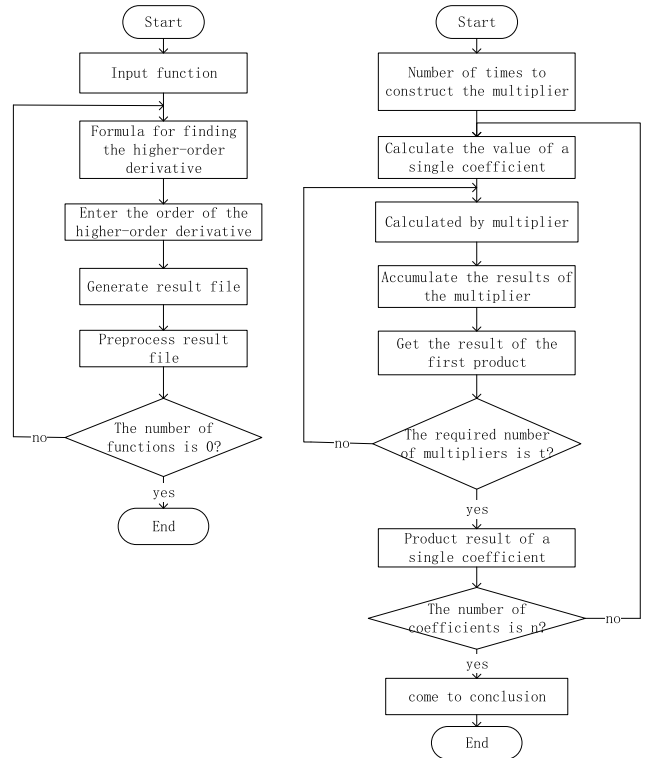 Start
Input function
Formula for finding
the higher-order
derivative
Enter the order of the
higher-order derivative
Generate result file
Preprocess result
file
The number of
functions is 0?
no
yes
End
Start
Number of times to
construct the multiplier
Calculate the value of a
single coefficient
Calculated by multiplier
Accumulate the results of
the multiplier
Get the result of the
first product
The required number
of multipliers is t?
no
yes
Product result of a
single coefficient
The number of
coefficients is n?
no
yes
come to conclusion
End